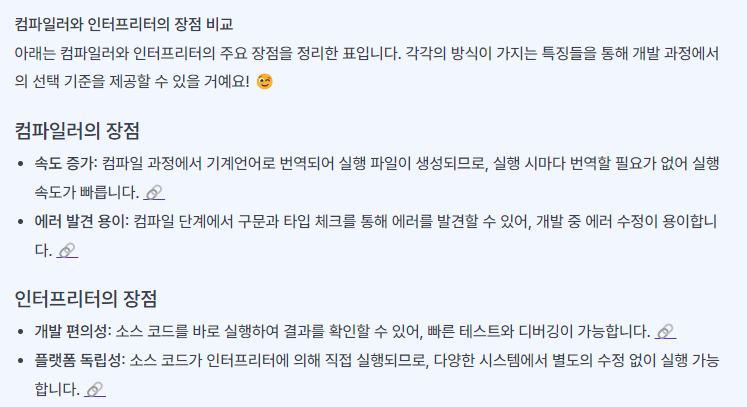 컴파일러와 인터프리터의 장점 비교
아래는 컴파일러와 인터프리터의 주요 장점을 정리한 표입니다. 각각의 방식이 가지는 특징들을 통해 개발 과정에서
의 선택 기준을 제공할 수 있을 거예요! 😉
컴파일러의 장점
• 속도 증가: 컴파일 과정에서 기계언어로 번역되어 실행 파일이 생성되므로, 실행 시마다 번역할 필요가 없어 실행
속도가 빠릅니다. 🔗
• 에러 발견 용이: 컴파일 단계에서 구문과 타입 체크를 통해 에러를 발견할 수 있어, 개발 중 에러 수정이 용이합니
다. 🔗
인터프리터의 장점
• 개발 편의성: 소스 코드를 바로 실행하여 결과를 확인할 수 있어, 빠른 테스트와 디버깅이 가능합니다. 🔗
• 플랫폼 독립성: 소스 코드가 인터프리터에 의해 직접 실행되므로, 다양한 시스템에서 별도의 수정 없이 실행 가능
합니다. 🔗